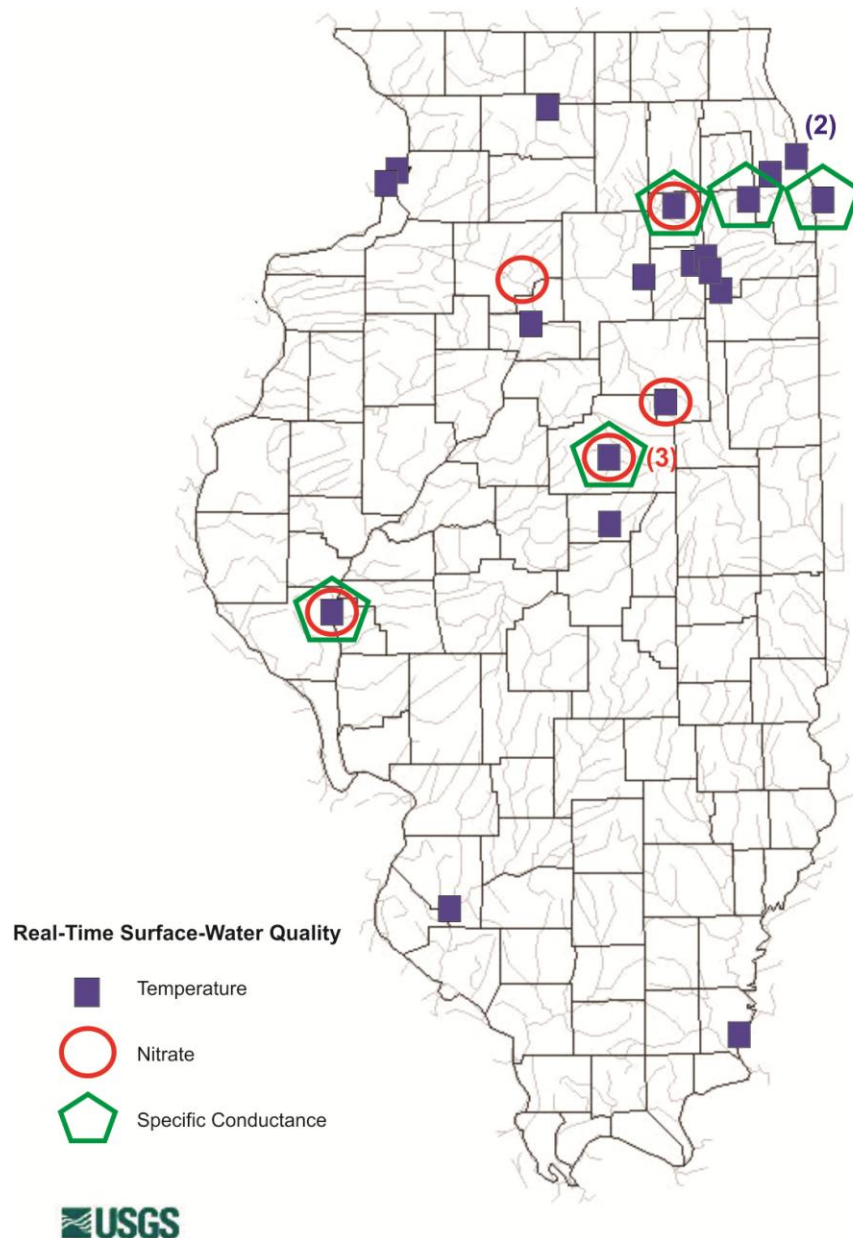 (2)
(3)
Real-Time Surface-Water Quality
Temperature
Nitrate
Specific Conductance
USGS